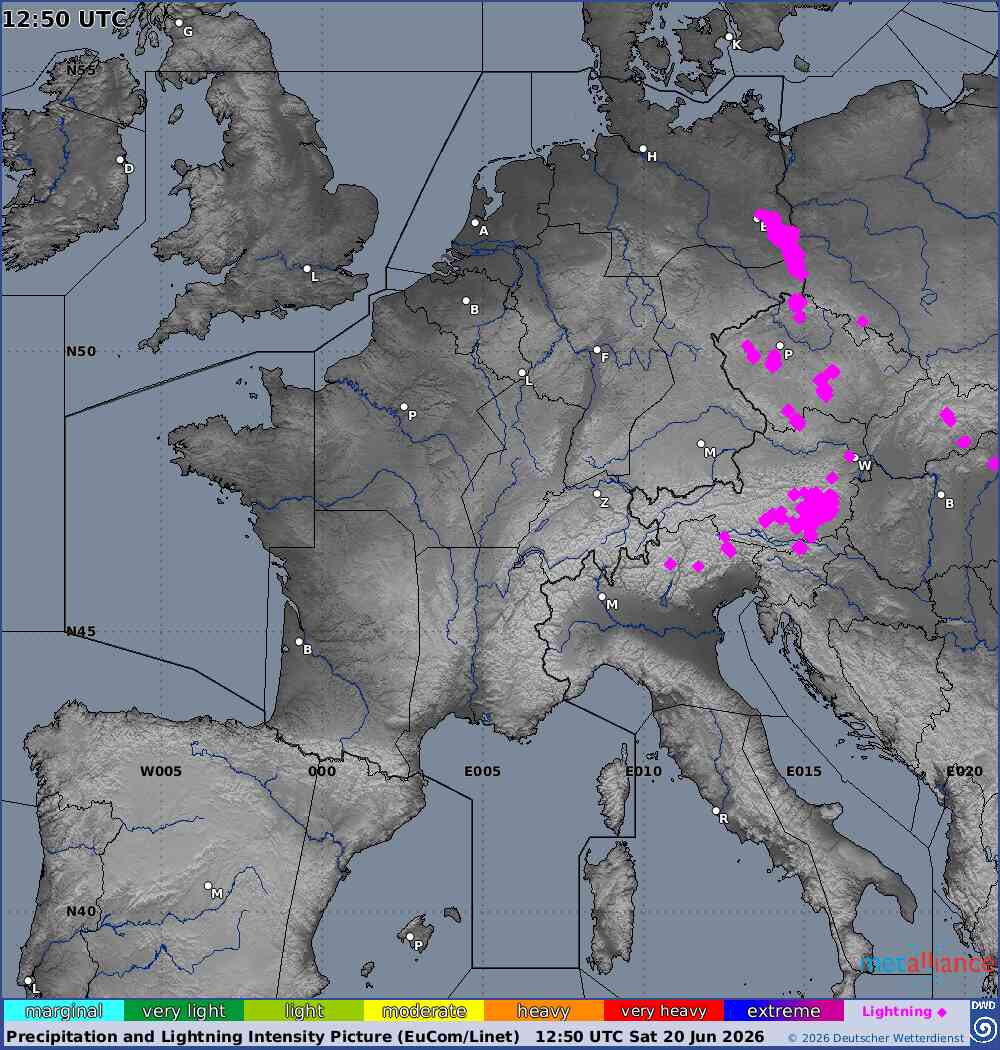 12:50 UTC
G
K
N55
D
H
A
B
L
B
N50
F
P
L
P
M
W
Z
B
M
N45
B
W005
000
E005
E010
E015
E020
R
M
N40
P
L
metalliance
marginal
very light
light
moderate
heavy
very heavy
extreme
Lightning
DWD
Precipitation and Lightning Intensity Picture (EuCom/Linet) 12:50 UTC Sat 20 Jun 2026
© 2026 Deutscher Wetterdienst